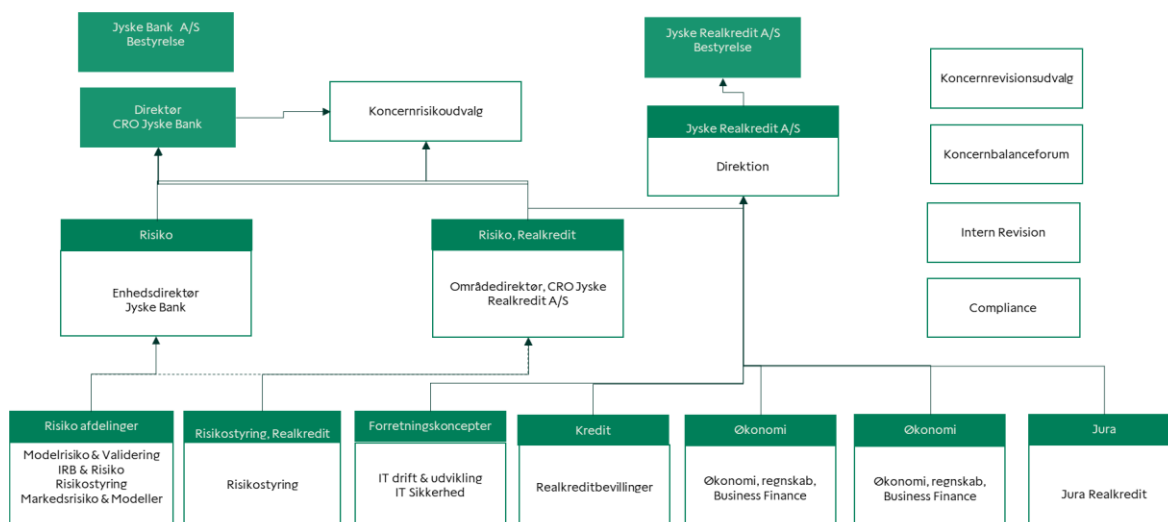 Jyske Bank A/S
Bestyrelse
Jyske Realkredit A/S
Bestyrelse
Koncernrevisionsudvalg
Direktør
CRO Jyske Bank
Koncernrisikoudvalg
Jyske Realkredit A/S
Direktion
Koncernbalanceforum
Risiko
Enhedsdirektør
Jyske Bank
Risiko, Realkredit
Områdedirektør, CRO Jyske
Realkredit A/S
Intern Revision
Compliance
Risiko afdelinger
Modelrisiko & Validering
IRB & Risiko
Risikostyring
Markedsrisiko & Modeller
Risikostyring, Realkredit
Risikostyring
Forretningskoncepter
IT drift & udvikling
IT Sikkerhed
Kredit
Realkreditbevillinger
Økonomi
Økonomi, regnskab,
Business Finance
Økonomi
Økonomi, regnskab,
Business Finance
Jura
Jura Realkredit